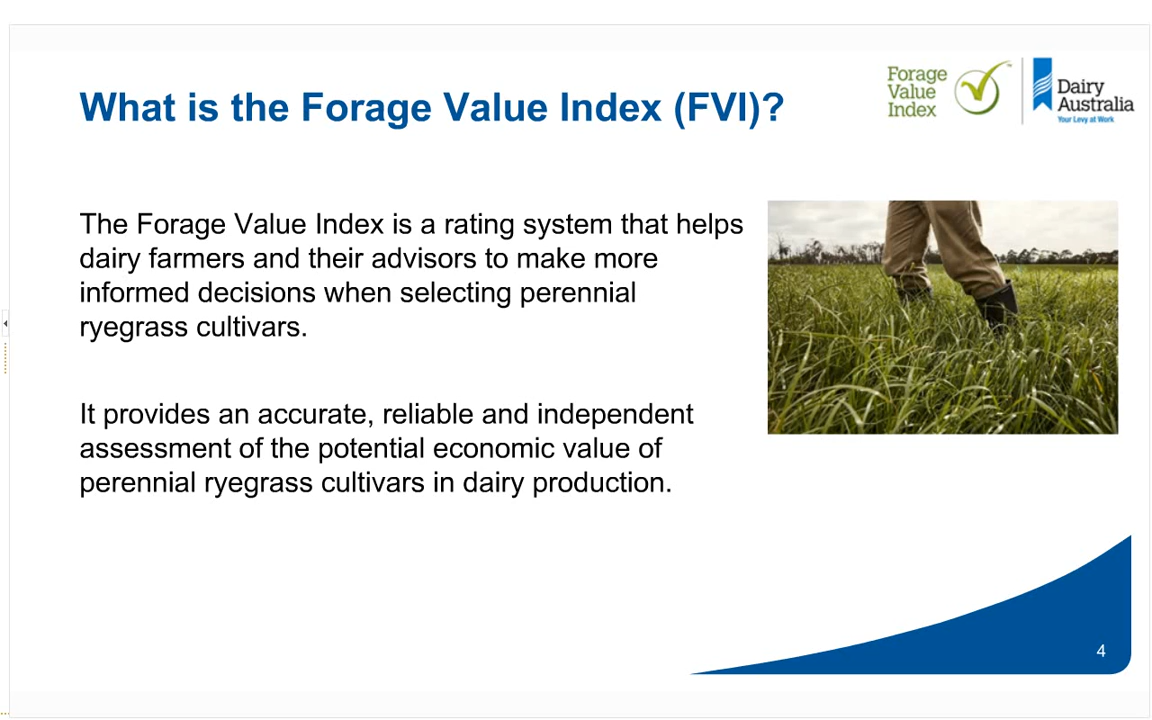 What is the Forage Value Index (FVI)?
Forage
Value
Index
™
Dairy
Australia
Your Levy at Work
The Forage Value Index is a rating system that helps
dairy farmers and their advisors to make more
informed decisions when selecting perennial
ryegrass cultivars.
It provides an accurate, reliable and independent
assessment of the potential economic value of
perennial ryegrass cultivars in dairy production.
4